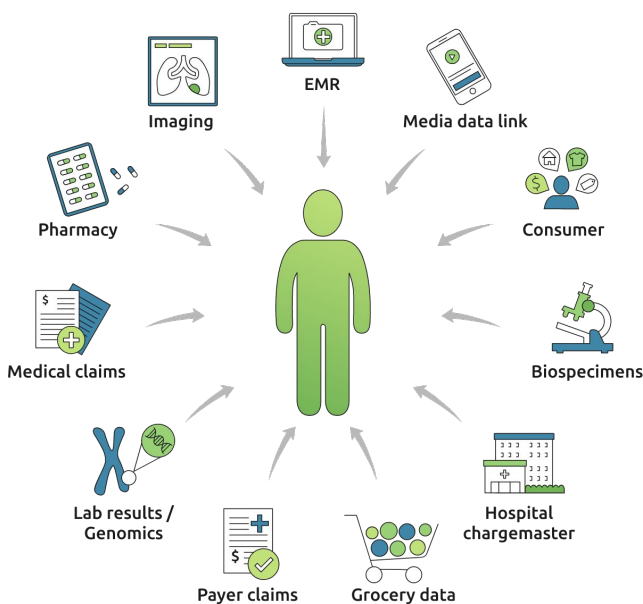 EMR
Imaging
Media data link
Pharmacy
Consumer
$
$
Medical claims
Biospecimens
Lab results /
Genomics
Hospital
chargemaster
$
Payer claims
Grocery data